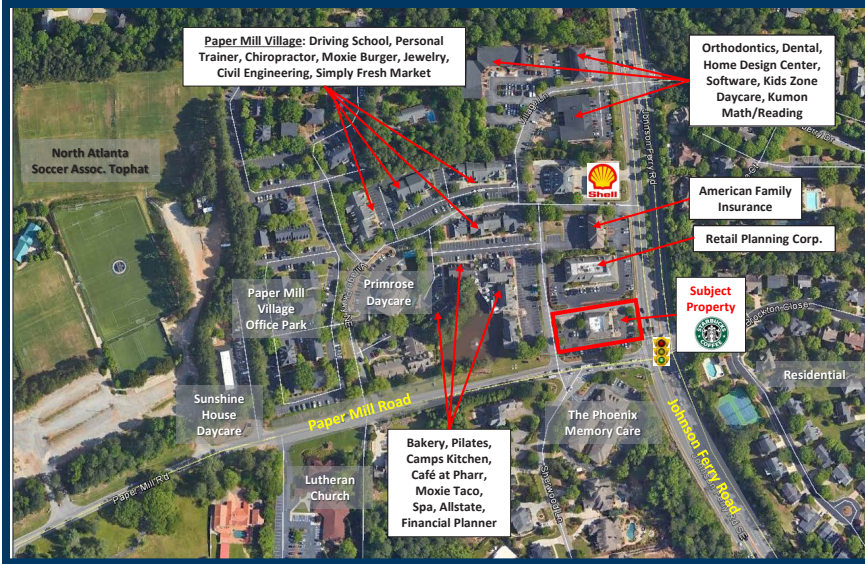 Paper Mill Village: Driving School, Personal
Trainer, Chiropractor, Moxie Burger, Jewelry,
Civil Engineering, Simply Fresh Market
Orthodontics, Dental,
Home Design Center,
Software, Kids Zone
Daycare, Kumon
Math/Reading
Johnson Ferry Rd
North Atlanta
Soccer Assoc. Tophat
Shell
American Family
Insurance
Retail Planning Corp.
Subject
Property
STARBUCKS
COFFEE
Primrose
Daycare
Paper Mill
Village
Office Park
Residential
Sunshine
House
Daycare
Paper Mill Road
The Phoenix
Memory Care
Johnson Ferry Road
Bakery, Pilates,
Camps Kitchen,
Café at Pharr,
Moxie Taco,
Spa, Allstate,
Financial Planner
Lutheran
Church
Paper Mill Rd
Sherwood Ln